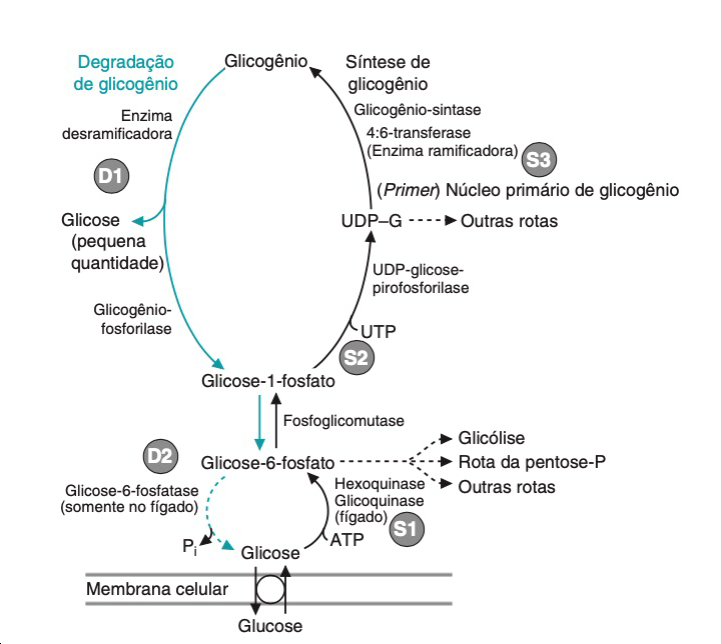 Degradação
de glicogênio
Glicogênio
Síntese de
glicogênio
Enzima
desramificadora
Glicogênio-sintase
4:6-transferase
(Enzima ramificadora)
S3
D1
(Primer) Núcleo primário de glicogênio
Glicose
(pequena
quantidade)
UDP–G
Outras rotas
UDP-glicose-
pirofosforilase
Glicogênio-
fosforilase
UTP
S2
Glicose-1-fosfato
Fosfoglicomutase
D2
Glicose-6-fosfato
Glicólise
Rota da pentose-P
Outras rotas
Glicose-6-fosfatase
(somente no fígado)
Hexoquinase
Glicoquinase
(fígado)
S1
Pi
ATP
Glicose
Membrana celular
Glucose